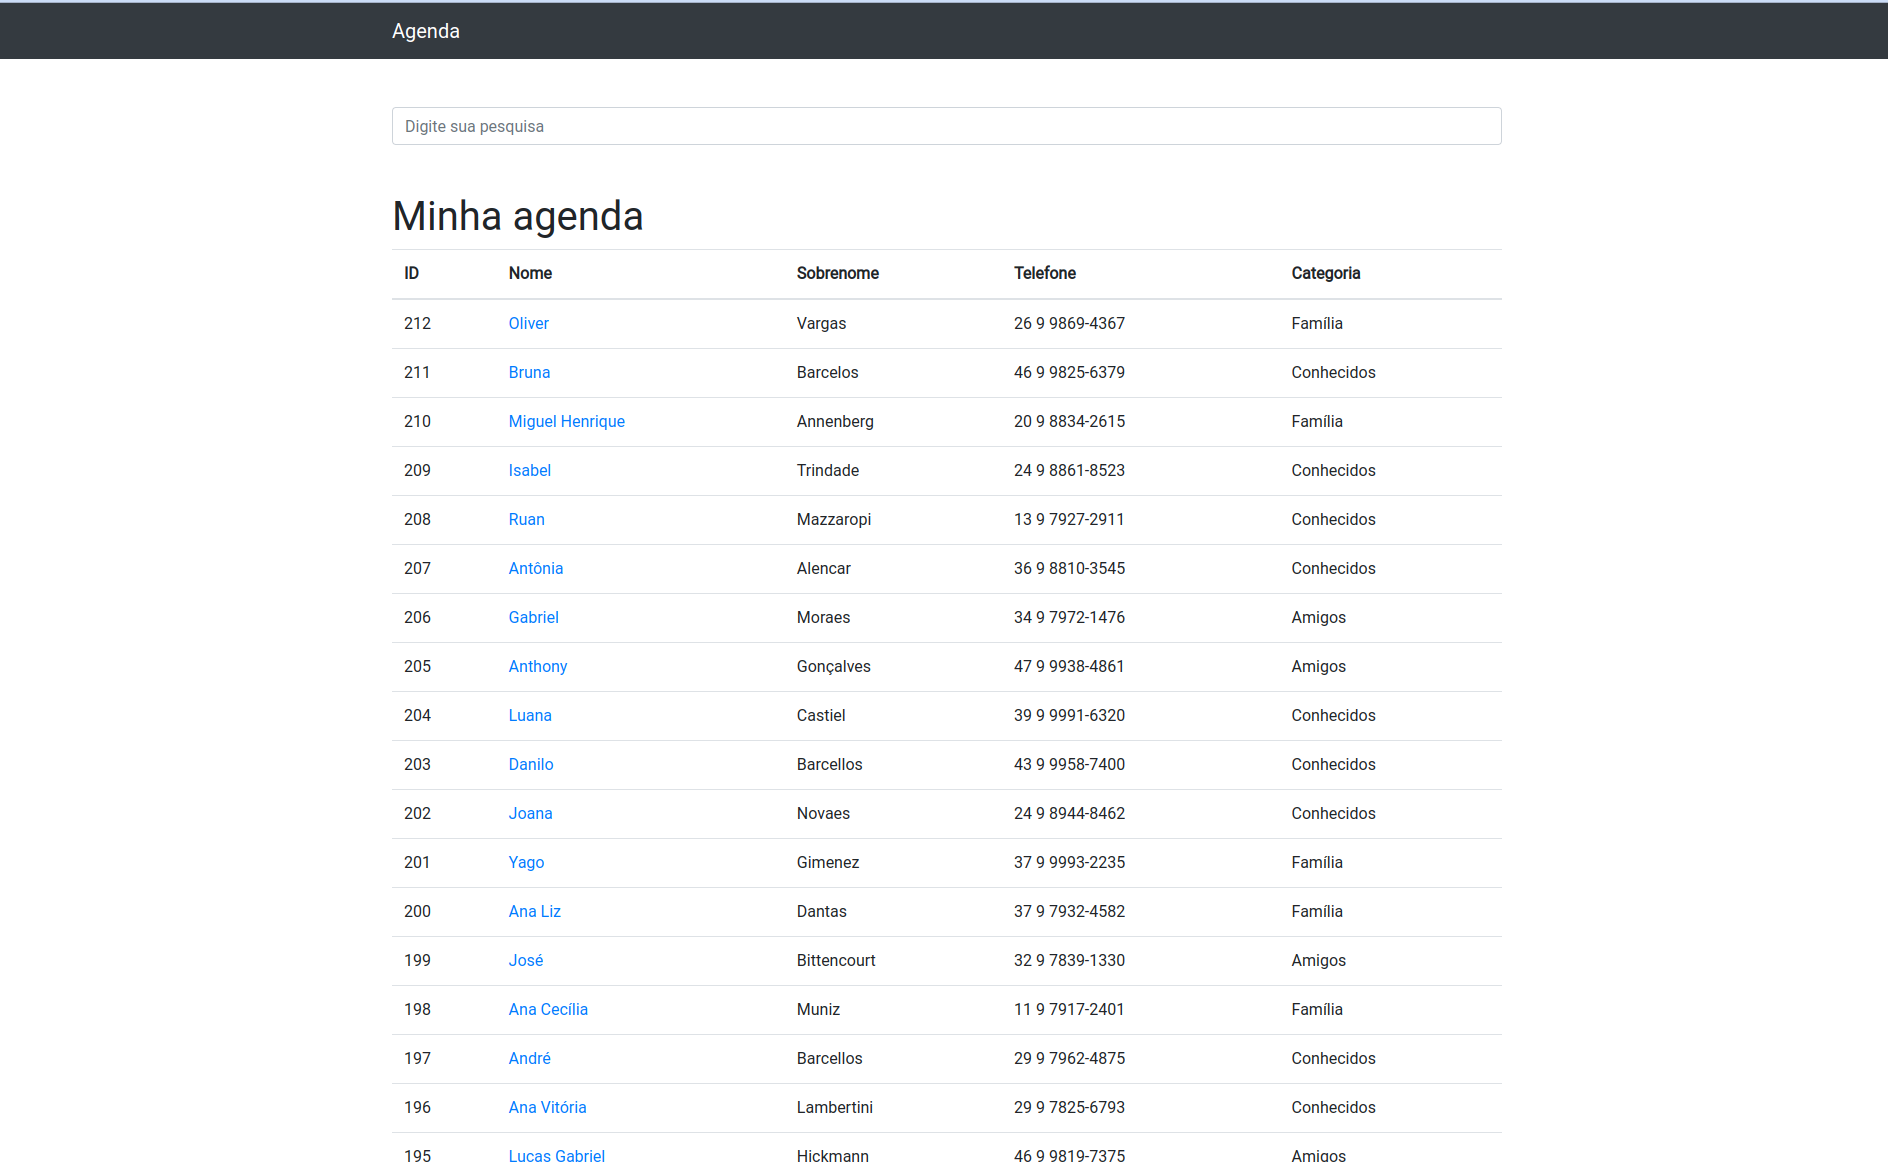 Agenda
Digite sua pesquisa
Minha agenda
ID Nome Sobrenome Telefone Categoria
212 Oliver Vargas 26 9 9869-4367 Família
211 Bruna Barcelos 46 9 9825-6379 Conhecidos
210 Miguel Henrique Annenberg 20 9 8834-2615 Família
209 Isabel Trindade 24 9 8861-8523 Conhecidos
208 Ruan Mazzaropi 13 9 7927-2911 Conhecidos
207 Antônia Alencar 36 9 8810-3545 Conhecidos
206 Gabriel Moraes 34 9 7972-1476 Amigos
205 Anthony Gonçalves 47 9 9938-4861 Amigos
204 Luana Castiel 39 9 9991-6320 Conhecidos
203 Danilo Barcellos 43 9 9958-7400 Conhecidos
202 Joana Novaes 24 9 8944-8462 Conhecidos
201 Yago Gimenez 37 9 9993-2235 Família
200 Ana Liz Dantas 37 9 7932-4582 Família
199 José Bittencourt 32 9 7839-1330 Amigos
198 Ana Cecília Muniz 11 9 7917-2401 Família
197 André Barcellos 29 9 7962-4875 Conhecidos
196 Ana Vitória Lambertini 29 9 7825-6793 Conhecidos
195 Lucas Gabriel Hickmann 46 9 9819-7375 Amigos